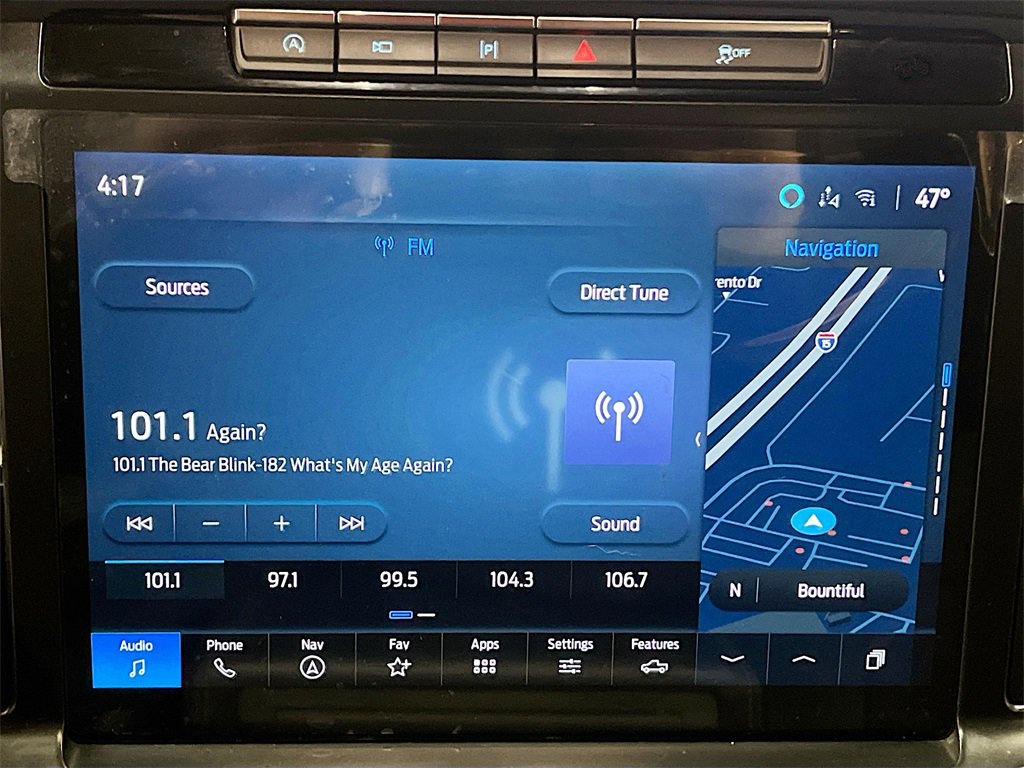 A
P
OFF
4:17
47°
FM
Navigation
Sources
Direct Tune
rento Dr
15
101.1 Again?
101.1 The Bear Blink-182 What's My Age Again?
Sound
101.1
97.1
99.5
104.3
106.7
N
Bountiful
Audio
Phone
Nav
Fav
Apps
Settings
Features